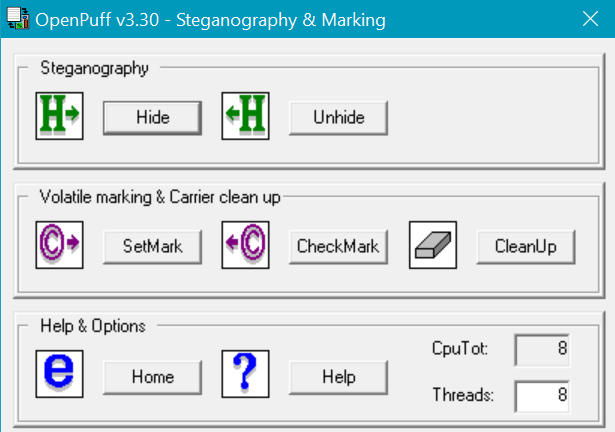 OpenPuff v3.30 - Steganography & Marking
Steganography
Hide
Unhide
Volatile marking & Carrier clean up
SetMark
CheckMark
CleanUp
Help & Options
Home
Help
CpuTot: 8
Threads: 8